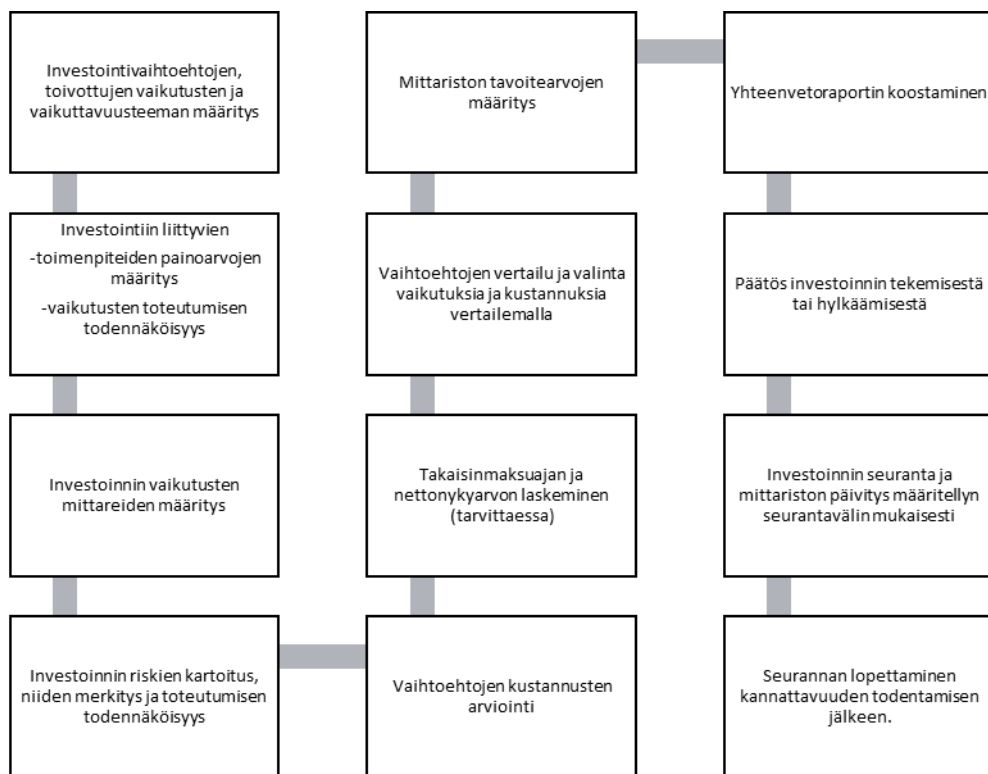 Investointivaihtoehtojen,
toivottujen vaikutusten ja
vaikuttavuusteeman määritys
Investointiin liittyvien
-toimenpiteiden painoarvojen
määritys
-vaikutusten toteutumisen
todennäköisyys
Investoinnin vaikutusten
mittareiden määritys
Investoinnin riskien kartoitus,
niiden merkitys ja toteutumisen
todennäköisyys
Vaihtoehtojen kustannusten
arviointi
Takaisinmaksuajan ja
nettonykyarvon laskeminen
(tarvittaessa)
Vaihtoehtojen vertailu ja valinta
vaikutuksia ja kustannuksia
vertailemalla
Mittariston tavoitearvojen
määritys
Yhteenvetoraportin koostaminen
Päätös investoinnin tekemisestä
tai hylkäämisestä
Investoinnin seuranta ja
mittariston päivitys määritellyn
seurantavälin mukaisesti
Seurannan lopettaminen
kannattavuuden todentamisen
jälkeen.